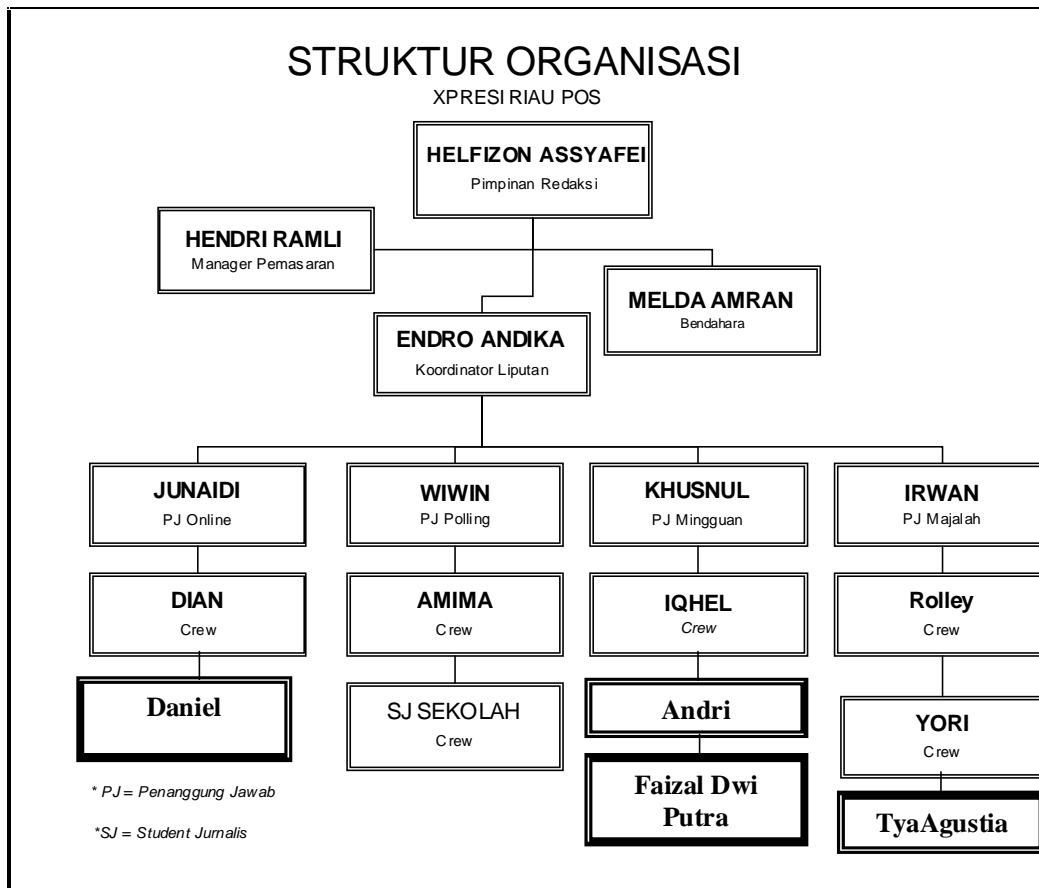 STRUKTUR ORGANISASI
XPRESI RIAU POS
HELFIZON ASSYAFEI
Pimpinan Redaksi
HENDRI RAMLI
Manager Pemasaran
MELDA AMRAN
Bendahara
ENDRO ANDIKA
Koordinator Liputan
JUNAIDI
PJ Online
WIWIN
PJ Polling
KHUSNUL
PJ Mingguan
IRWAN
PJ Majalah
DIAN
Crew
AMIMA
Crew
IQHEL
Crew
Rolley
Crew
Daniel
SJ SEKOLAH
Crew
Andri
YORI
Crew
Faizal Dwi
Putra
TyaAgustia
* PJ = Penanggung Jawab
*SJ = Student Jurnalis